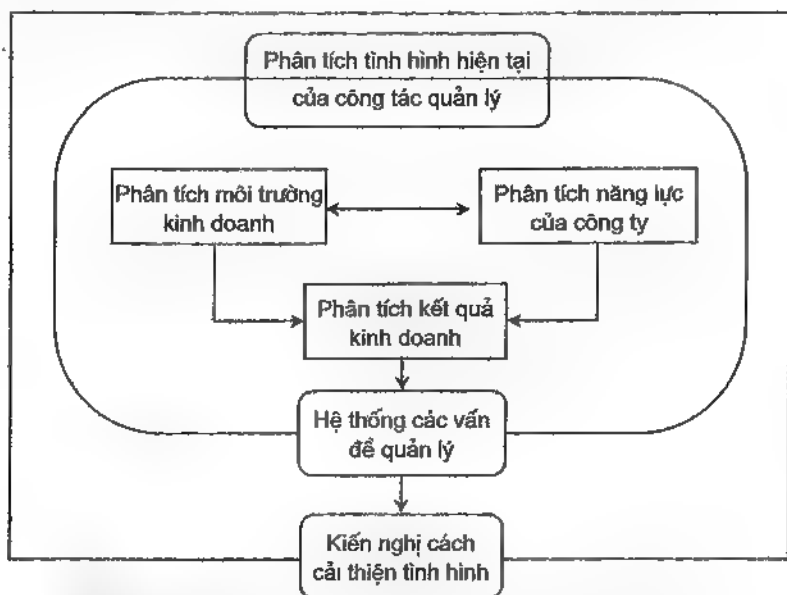 Phân tích tình hình hiện tại
của công tác quản lý
Phân tích môi trường
kinh doanh
Phân tích năng lực
của công ty
Phân tích kết quả
kinh doanh
Hệ thống các vấn
để quản lý
Kiến nghị cách
cải thiện tình hình